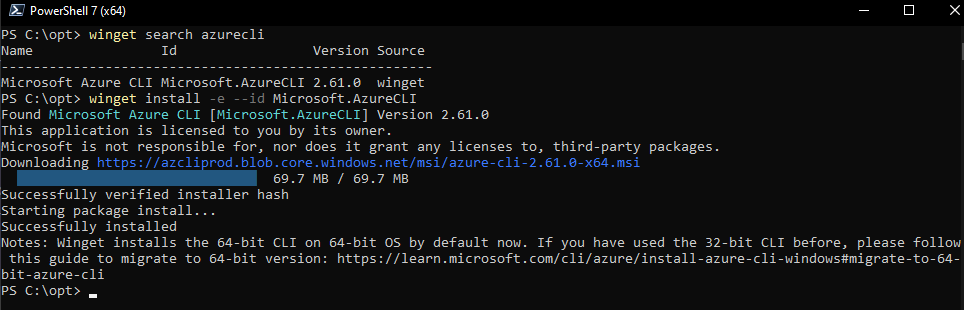 PowerShell 7 (x64)
PS C:\opt> winget search azurecli
Name                Id                 Version Source
------------------------------------------------------
Microsoft Azure CLI Microsoft.AzureCLI 2.61.0  winget
PS C:\opt> winget install -e --id Microsoft.AzureCLI
Found Microsoft Azure CLI [Microsoft.AzureCLI] Version 2.61.0
This application is licensed to you by its owner.
Microsoft is not responsible for, nor does it grant any licenses to, third-party packages.
Downloading https://azcliprod.blob.core.windows.net/msi/azure-cli-2.61.0-x64.msi
69.7 MB / 69.7 MB
Successfully verified installer hash
Starting package install...
Successfully installed
Notes: Winget installs the 64-bit CLI on 64-bit OS by default now. If you have used the 32-bit CLI before, please follow
 this guide to migrate to 64-bit version: https://learn.microsoft.com/cli/azure/install-azure-cli-windows#migrate-to-64-
bit-azure-cli
PS C:\opt>